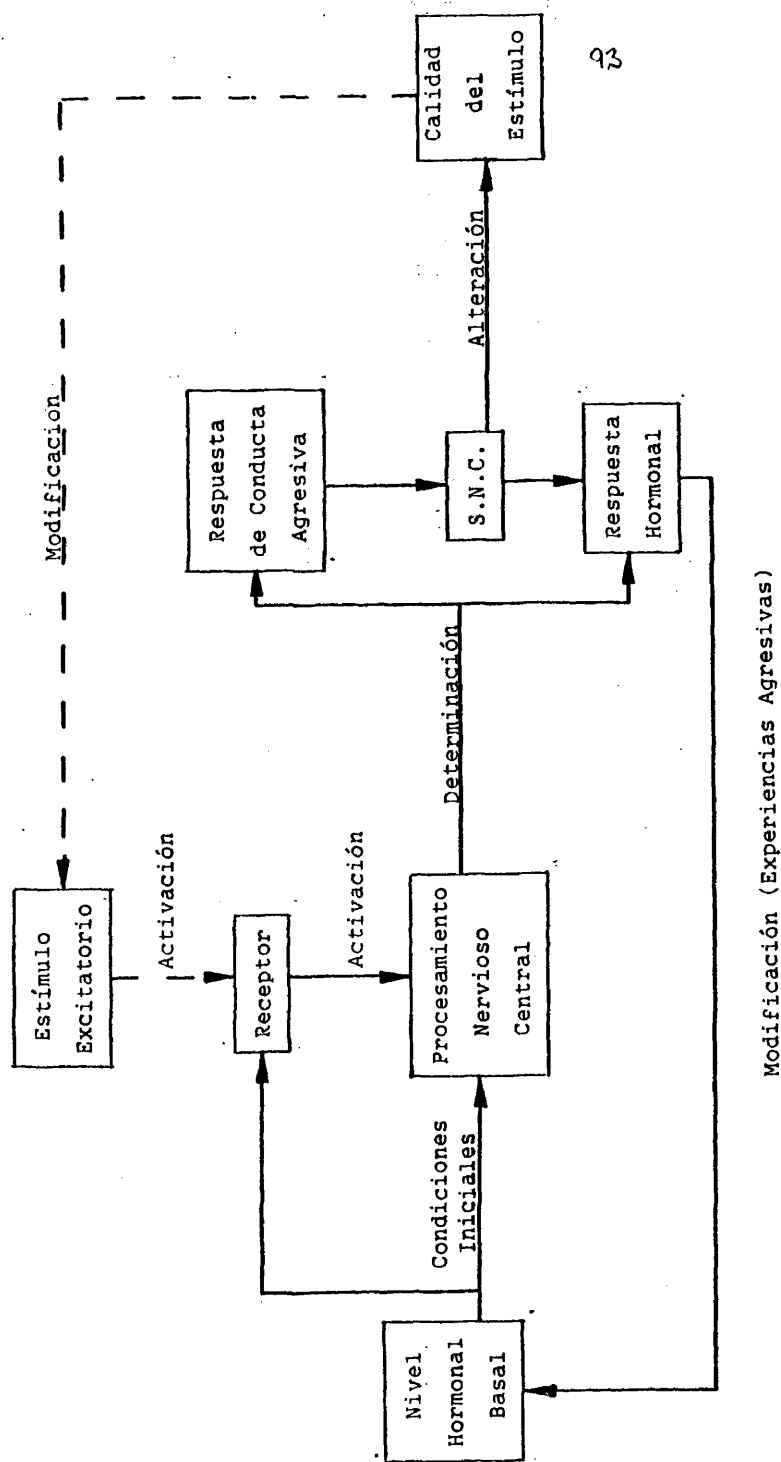 93
Modificacion
Estímulo
Excitatorio
Activación
Receptor
Activación
Procesamiento
Nervioso
Central
Condiciones
Iniciales
Nivel
Hormonal
Basal
Determinación
Respuesta
de Conducta
Agresiva
S.N.C.
Respuesta
Hormonal
Alteración
Calidad
del
Estímulo
Modificación (Experiencias Agresivas)